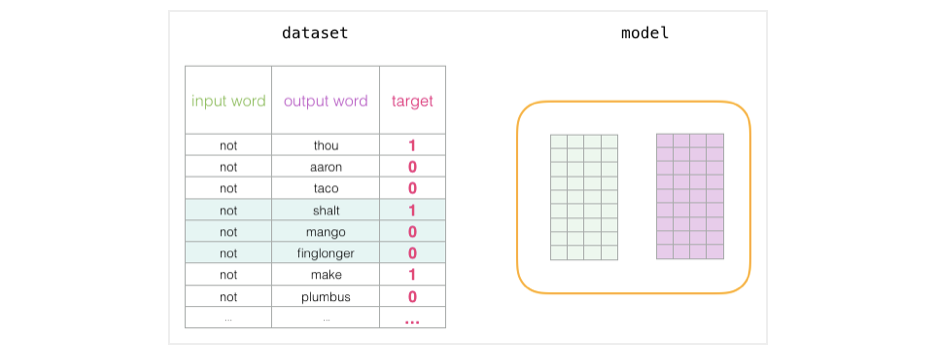 dataset model
input word output word target
not thou 1
not aaron 0
not taco 0
not shalt 1
not mango 0
not finglonger 0
not make 1
not plumbus 0
... ... ...